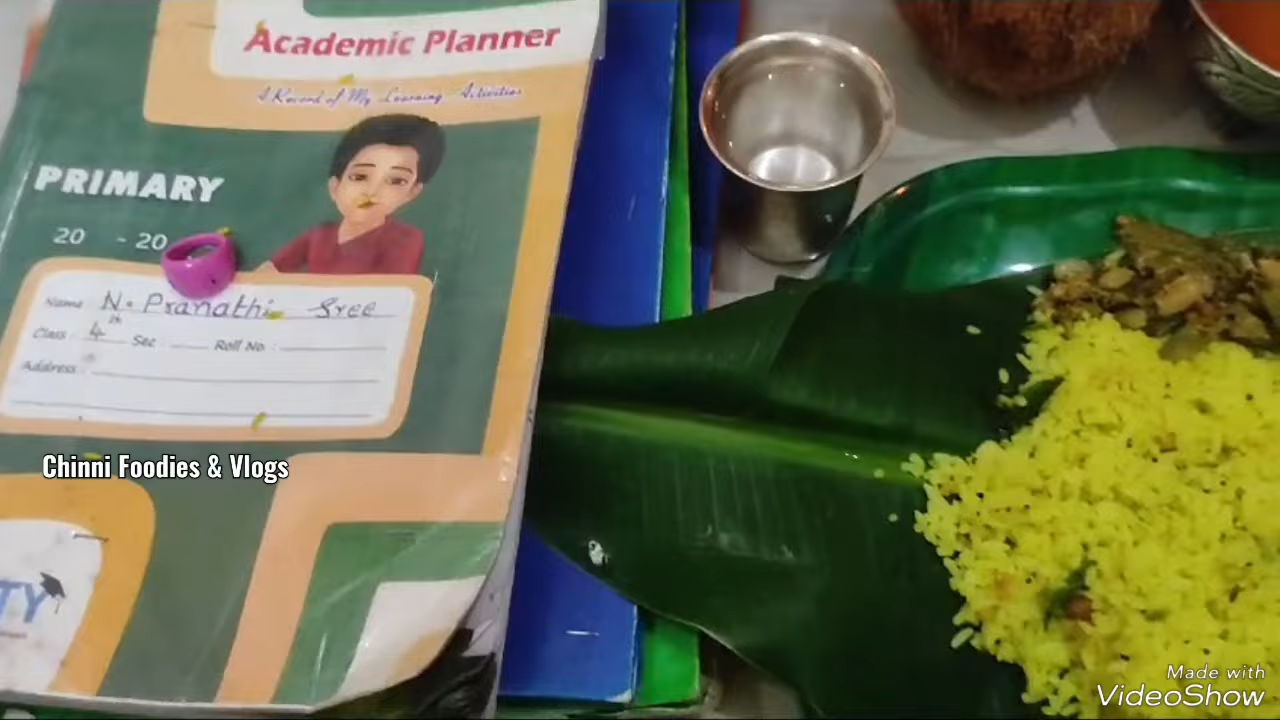 Academic Planner
A Record of My Learning Activities
PRIMARY
20 - 20
Name N. Pranathi Sree
Class 4th Sec Roll No :
Address :
Chinni Foodies & Vlogs
TY
Made with
VideoShow